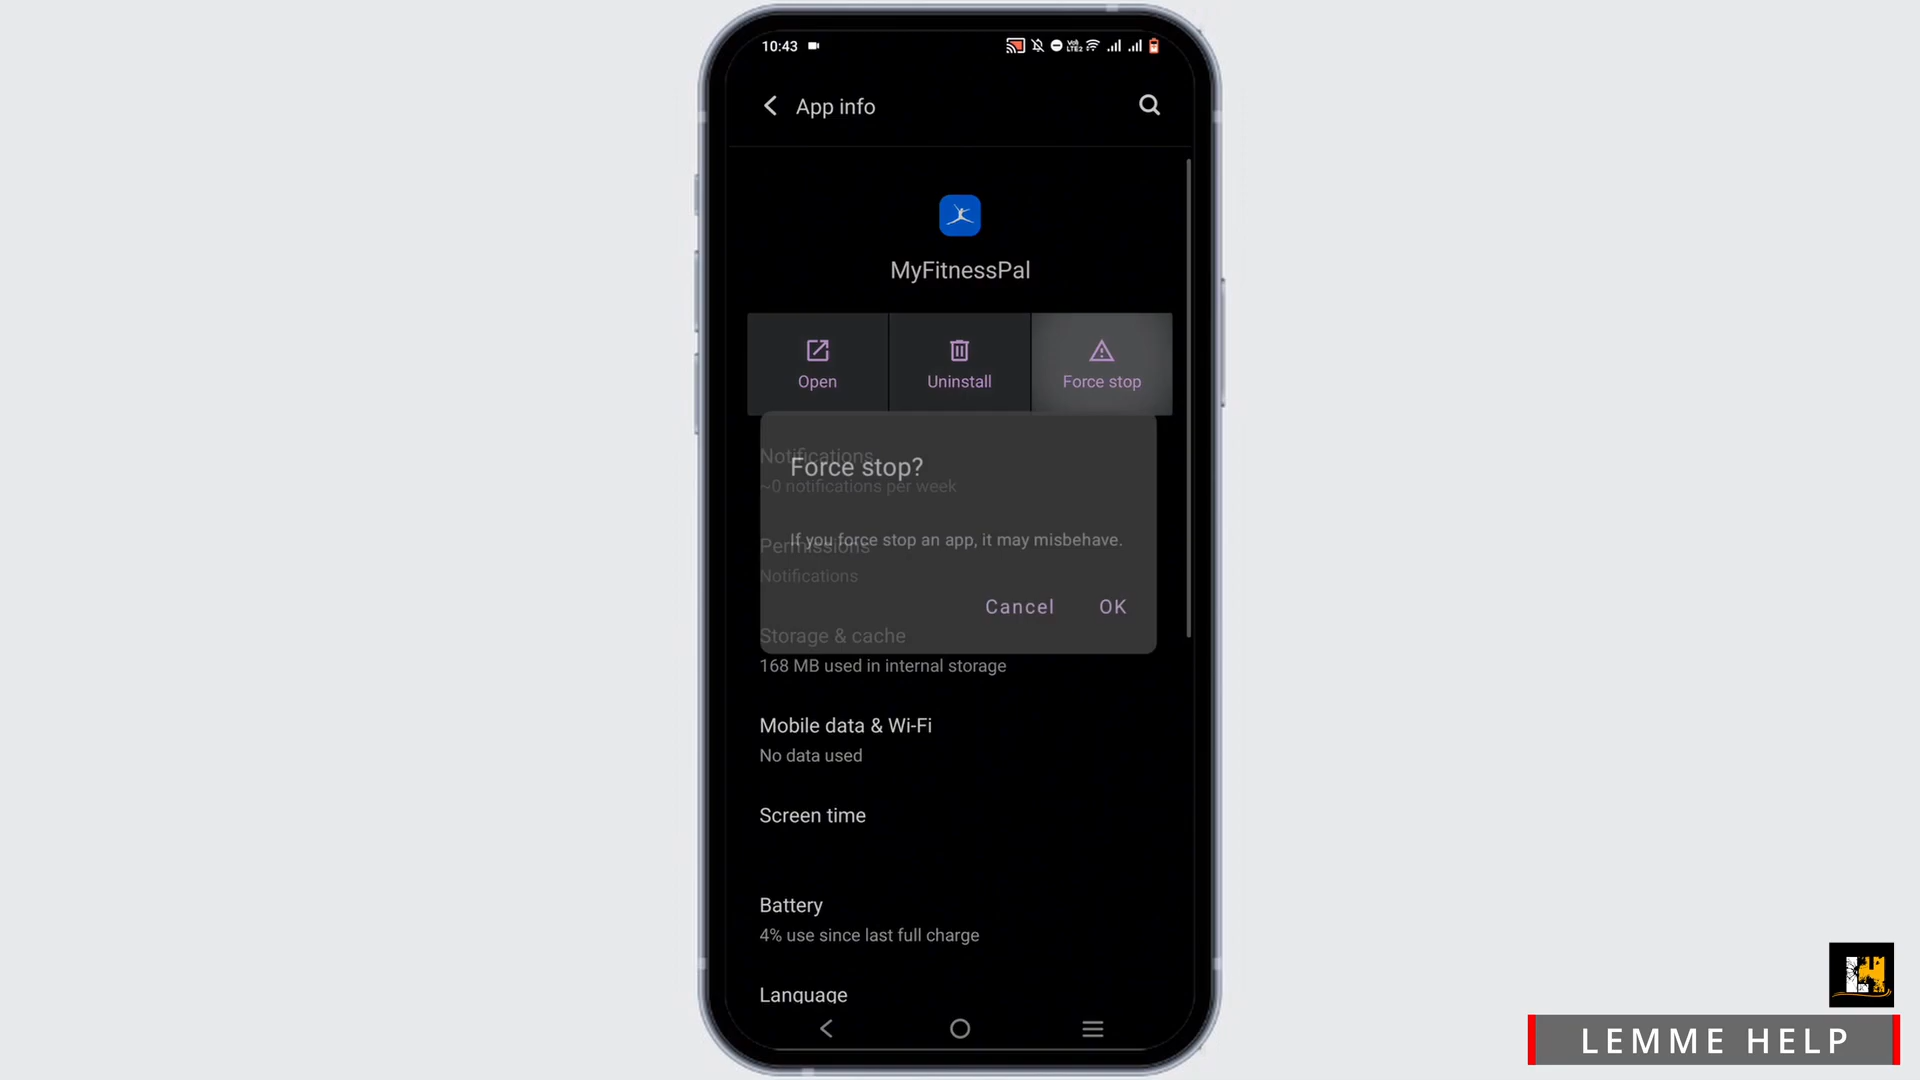 10:43
App info
MyFitnessPal
Open
Uninstall
Force stop
Notifications
Force stop?
~0 notifications per week
If you force stop an app, it may misbehave.
Permissions
Notifications
Cancel
OK
Storage & cache
168 MB used in internal storage
Mobile data & Wi-Fi
No data used
Screen time
Battery
4% use since last full charge
Language
LEMME HELP